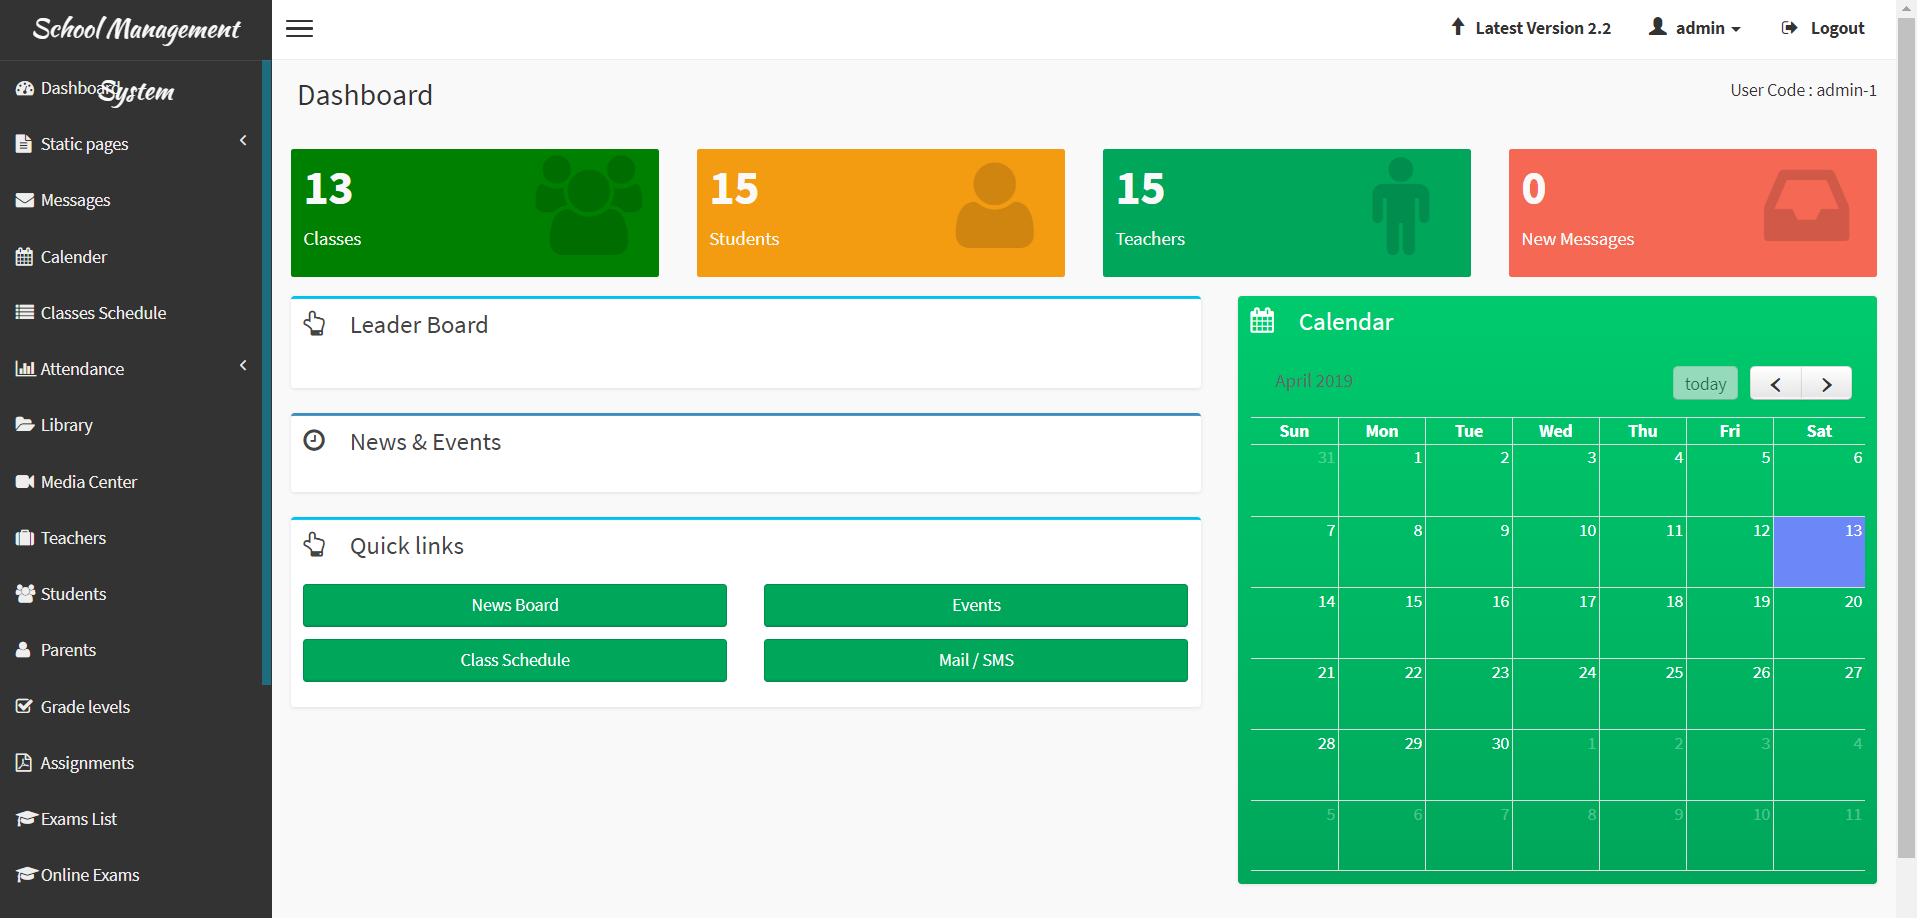 School Management
System
Dashboard
Static pages
Messages
Calender
Classes Schedule
Attendance
Library
Media Center
Teachers
Students
Parents
Grade levels
Assignments
Exams List
Online Exams
Latest Version 2.2
admin
Logout
Dashboard
User Code : admin-1
13
Classes
15
Students
15
Teachers
0
New Messages
Leader Board
News & Events
Quick links
News Board
Events
Class Schedule
Mail / SMS
Calendar
April 2019
today
Sun Mon Tue Wed Thu Fri Sat
31 1 2 3 4 5 6
7 8 9 10 11 12 13
14 15 16 17 18 19 20
21 22 23 24 25 26 27
28 29 30 1 2 3 4
5 6 7 8 9 10 11